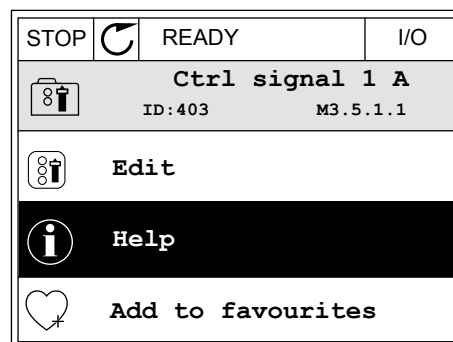 STOP READY I/O
Ctrl signal 1 A
ID:403 M3.5.1.1
Edit
Help
Add to favourites